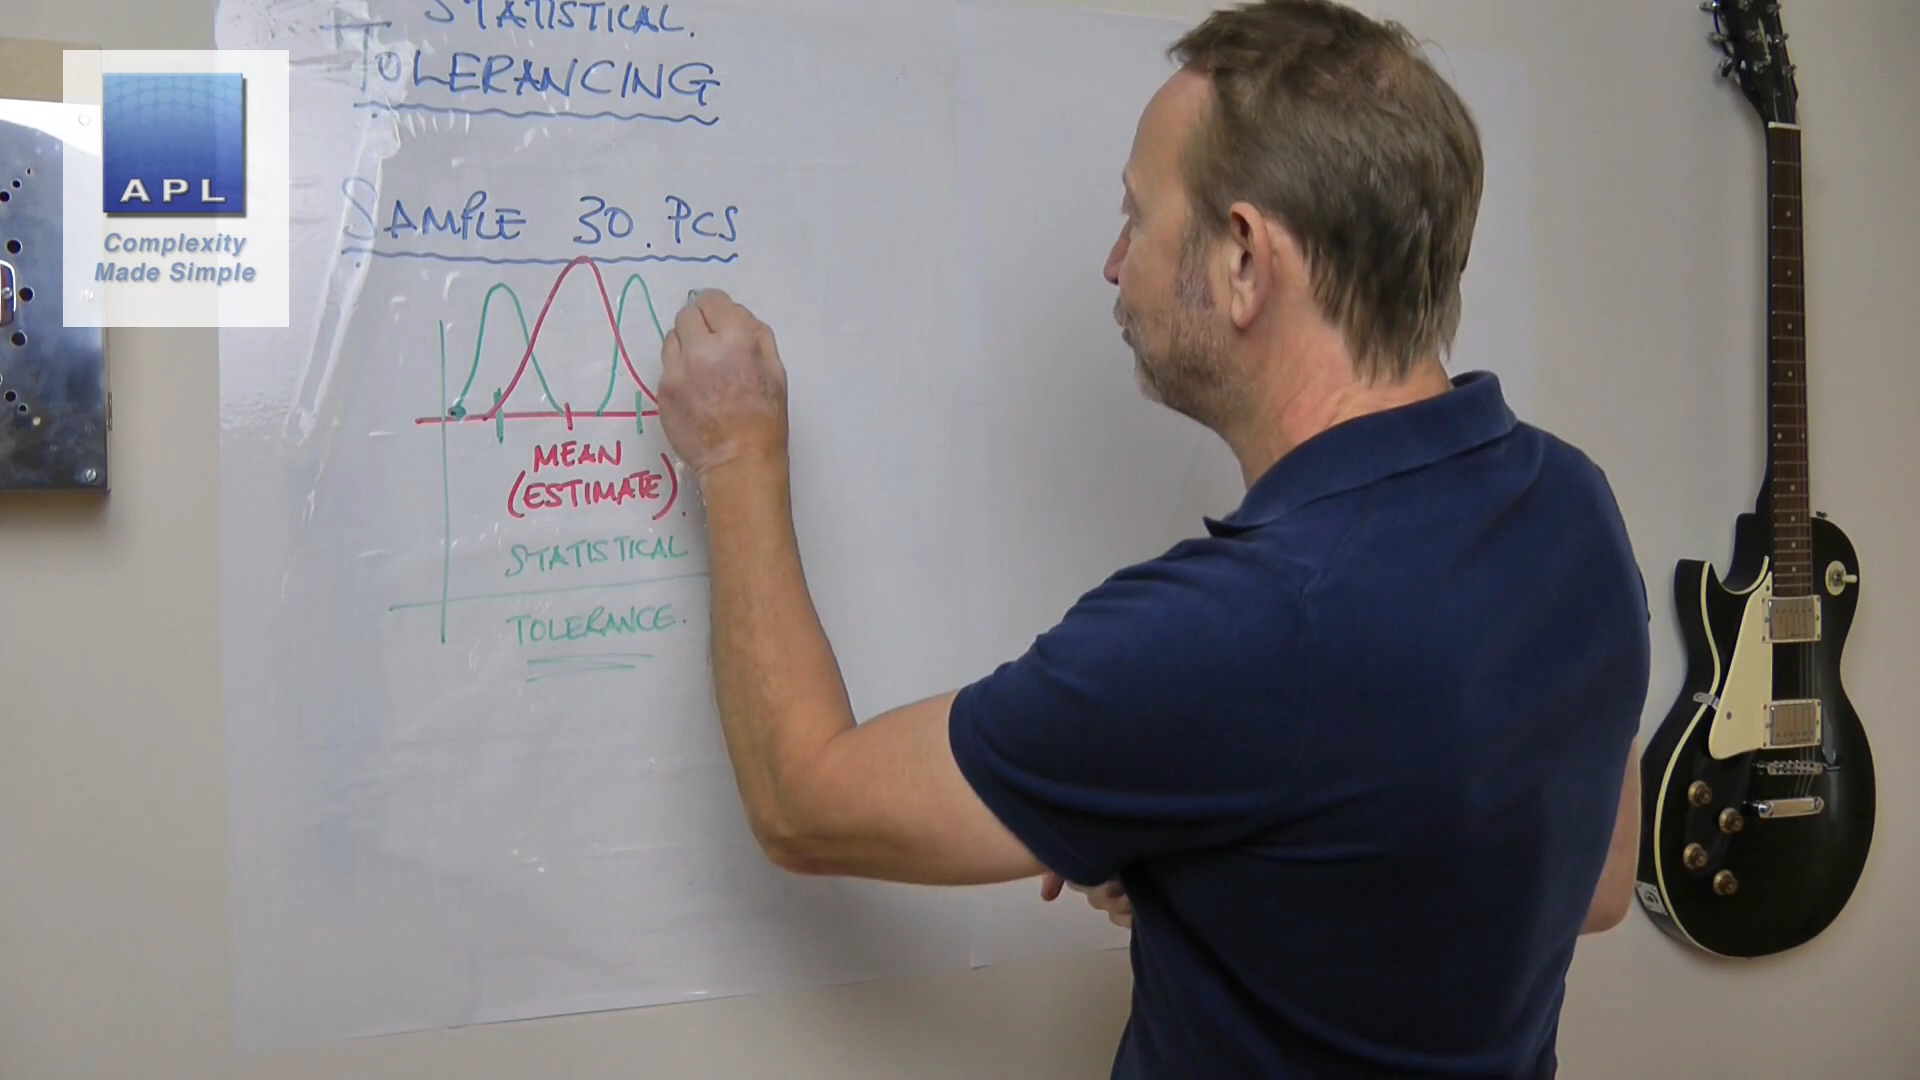 STATISTICAL.
TOLERANCING
APL
Complexity
Made Simple
SAMPLE 30. PCS
MEAN
(ESTIMATE).
STATISTICAL
TOLERANCE.